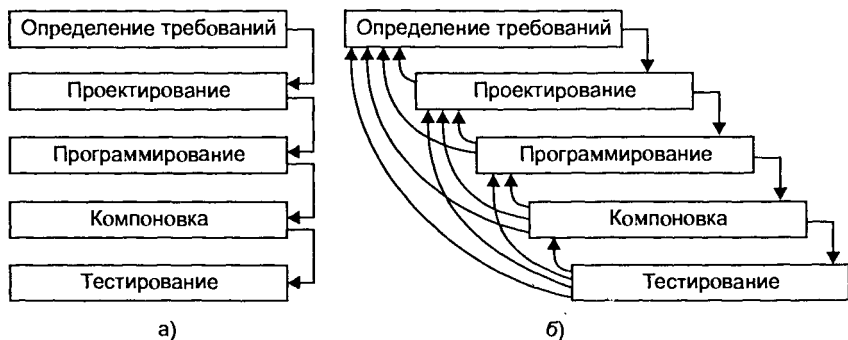 Определение требований
Проектирование
Программирование
Компоновка
Тестирование
а)
Определение требований
Проектирование
Программирование
Компоновка
Тестирование
б)